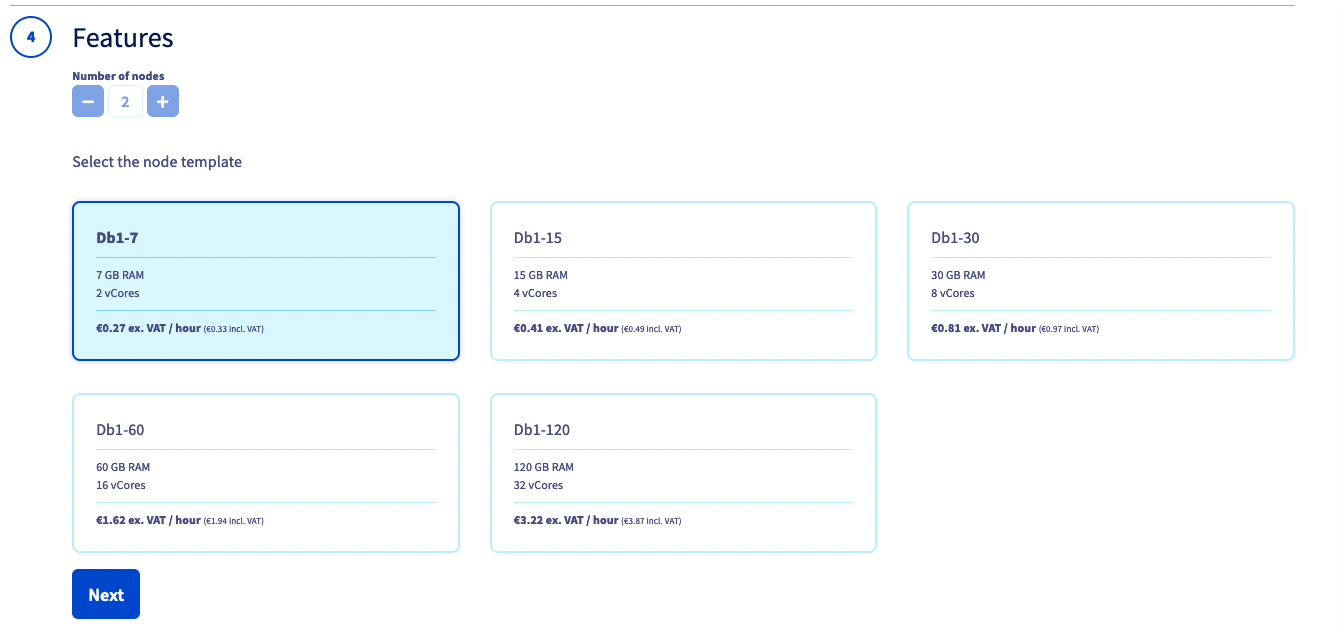 4
Features
Number of nodes
− 2 +
Select the node template
Db1-7
7 GB RAM
2 vCores
€0.27 ex. VAT / hour (€0.33 incl. VAT)
Db1-15
15 GB RAM
4 vCores
€0.41 ex. VAT / hour (€0.49 incl. VAT)
Db1-30
30 GB RAM
8 vCores
€0.81 ex. VAT / hour (€0.97 incl. VAT)
Db1-60
60 GB RAM
16 vCores
€1.62 ex. VAT / hour (€1.94 incl. VAT)
Db1-120
120 GB RAM
32 vCores
€3.22 ex. VAT / hour (€3.87 incl. VAT)
Next